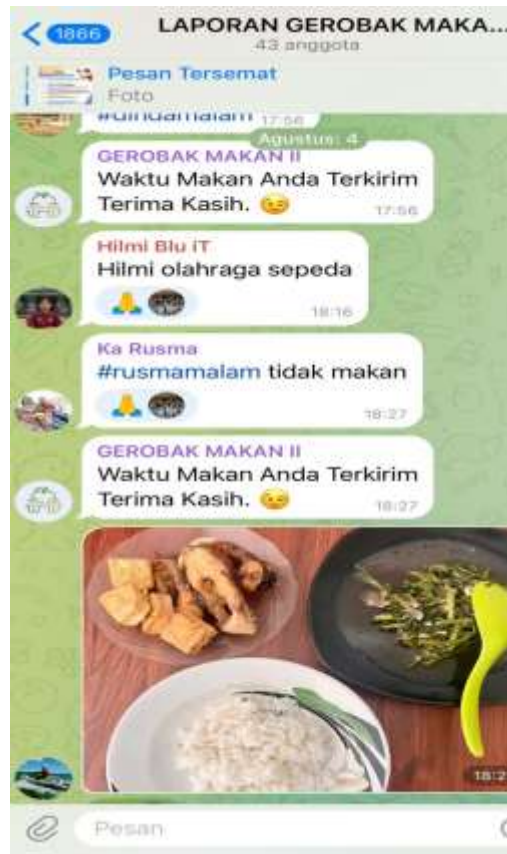 1866
LAPORAN GEROBAK MAKA...
43 anggota
Pesan Tersemat
Foto
#dindamalam 17:56
Agustus: 4
GEROBAK MAKAN II
Waktu Makan Anda Terkirim
Terima Kasih. 😉
17:56
Hilmi Blu iT
Hilmi olahraga sepeda
18:16
Ka Rusma
#rusmamalam tidak makan
18:27
GEROBAK MAKAN II
Waktu Makan Anda Terkirim
Terima Kasih. 😉
18:27
Pesan